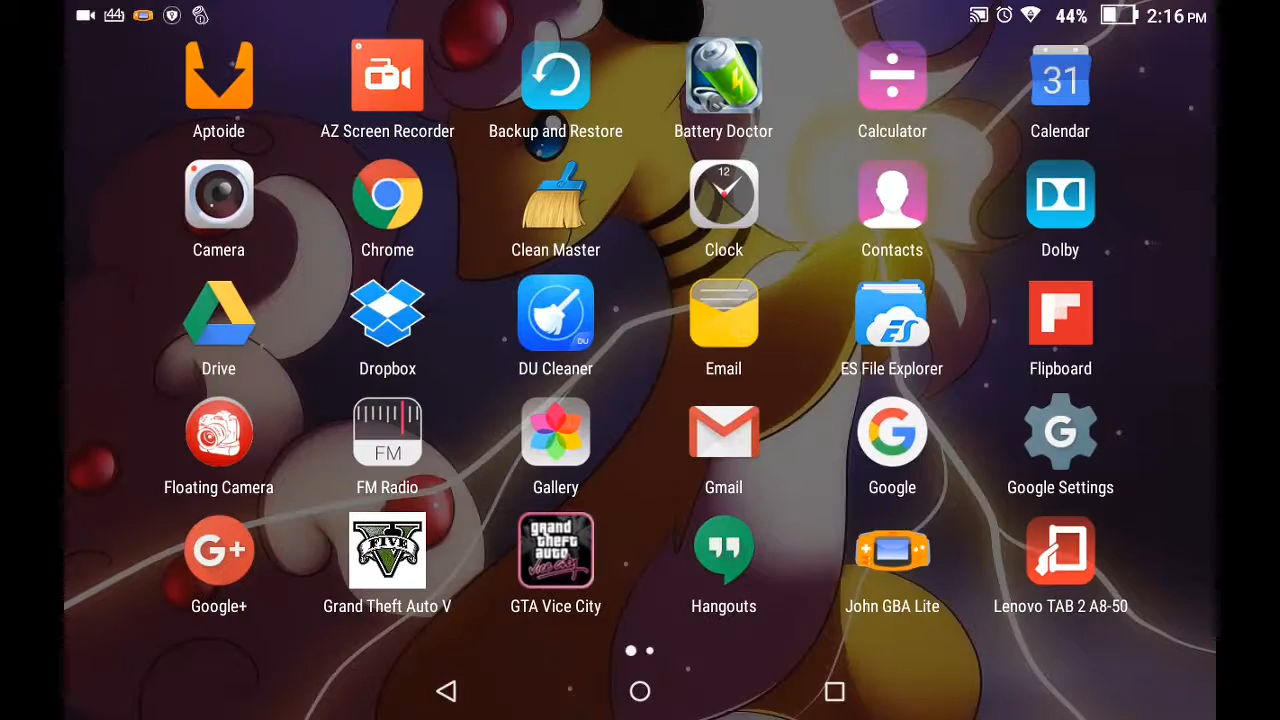 44 44% 2:16 PM
Aptoide AZ Screen Recorder Backup and Restore Battery Doctor Calculator 31 Calendar
12
Camera Chrome Clean Master Clock Contacts Dolby
DU ES
Drive Dropbox DU Cleaner Email ES File Explorer Flipboard
FM G G
Floating Camera FM Radio Gallery Gmail Google Google Settings
G+ FIVE grand theft auto vice city
Google+ Grand Theft Auto V GTA Vice City Hangouts John GBA Lite Lenovo TAB 2 A8-50